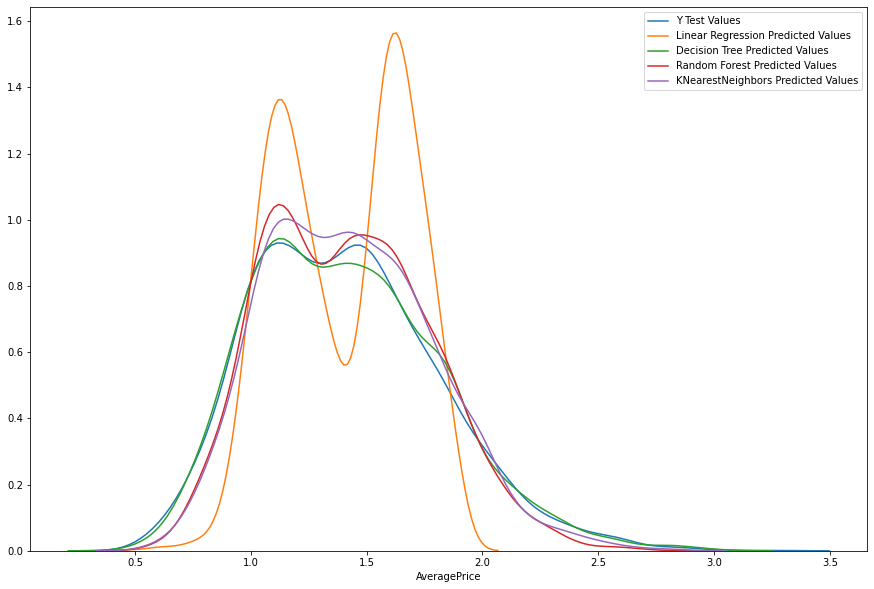 1.6
1.4
1.2
1.0
0.8
0.6
0.4
0.2
0.0
Y Test Values
Linear Regression Predicted Values
Decision Tree Predicted Values
Random Forest Predicted Values
KNearestNeighbors Predicted Values
0.5 1.0 1.5 2.0 2.5 3.0 3.5
AveragePrice